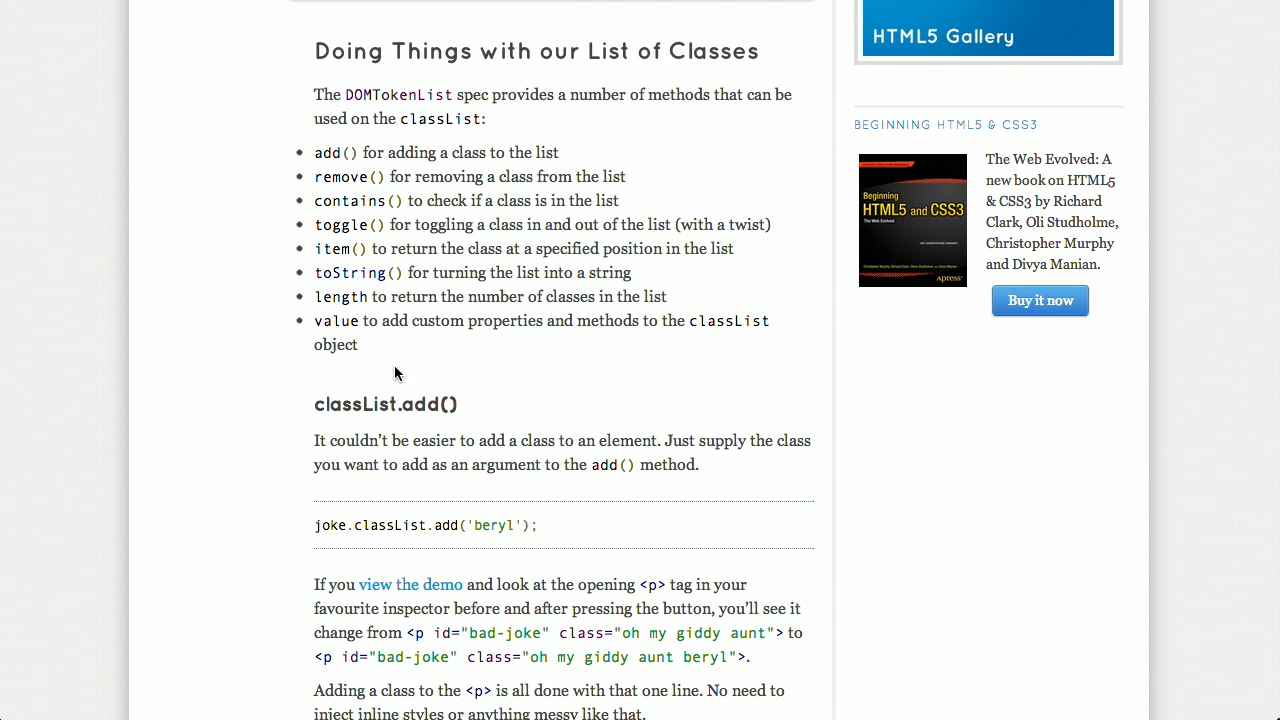 Doing Things with our List of Classes
The DOMTokenList spec provides a number of methods that can be
used on the classList:
add() for adding a class to the list
remove() for removing a class from the list
contains() to check if a class is in the list
toggle() for toggling a class in and out of the list (with a twist)
item() to return the class at a specified position in the list
toString() for turning the list into a string
length to return the number of classes in the list
value to add custom properties and methods to the classList
object
classList.add()
It couldn't be easier to add a class to an element. Just supply the class
you want to add as an argument to the add() method.
joke.classList.add('beryl');
If you view the demo and look at the opening <p> tag in your
favourite inspector before and after pressing the button, you'll see it
change from <p id="bad-joke" class="oh my giddy aunt"> to
<p id="bad-joke" class="oh my giddy aunt beryl">.
Adding a class to the <p> is all done with that one line. No need to
inject inline styles or anything messy like that.
HTML5 Gallery
BEGINNING HTML5 & CSS3
Beginning
HTML5 and CSS3
The Web Evolved
Apress
The Web Evolved: A
new book on HTML5
& CSS3 by Richard
Clark, Oli Studholme,
Christopher Murphy
and Divya Manian.
Buy it now